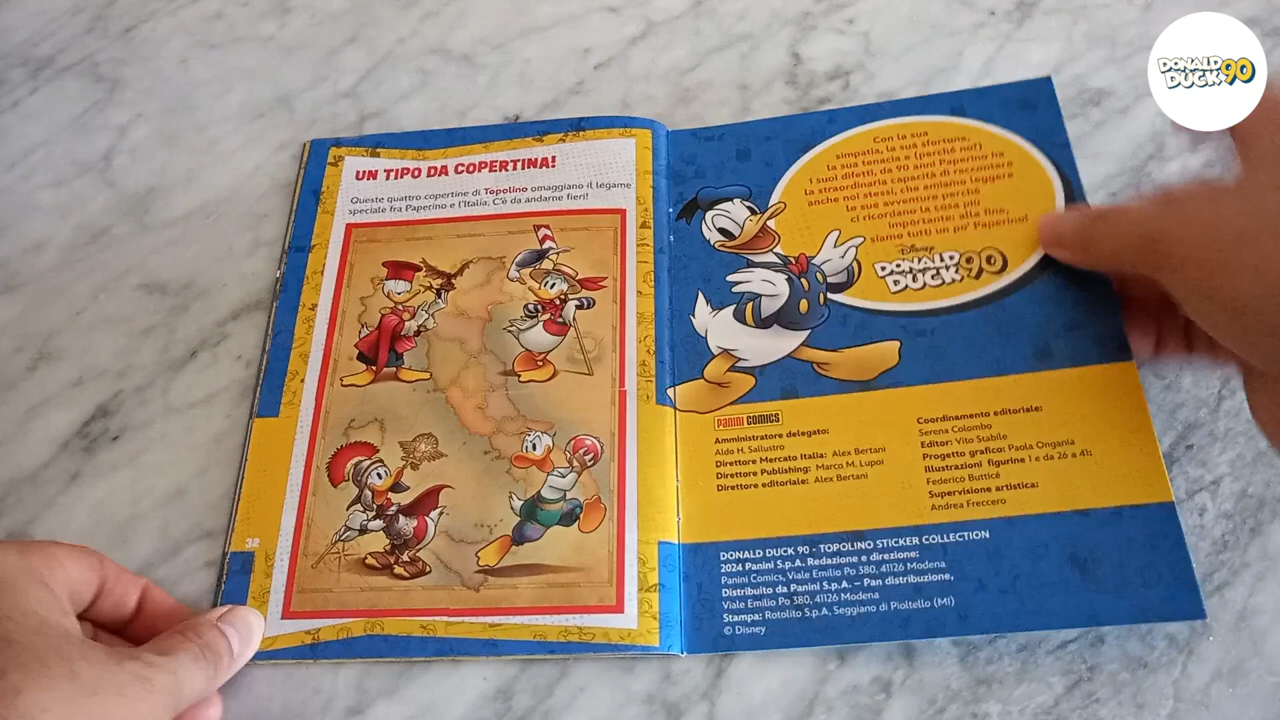 UN TIPO DA COPERTINA!
Queste quattro copertine di Topolino omaggiano il legame
speciale fra Paperino e l'Italia. C'è da andarne fieri!
32
Con la sua
simpatia, la sua sfortuna,
la sua tenacia e (perché no?)
i suoi difetti, da 90 anni Paperino ha
la straordinaria capacità di raccontare
anche noi stessi, che amiamo leggere
le sue avventure perché
ci ricordano la cosa più
importante: alla fine,
siamo tutti un po' Paperino!
Disney
DONALD
DUCK 90
PANINI COMICS
Amministratore delegato:
Aldo H. Sallustro
Direttore Mercato Italia: Alex Bertani
Direttore Publishing: Marco M. Lupoi
Direttore editoriale: Alex Bertani
Coordinamento editoriale:
Serena Colombo
Editor: Vito Stabile
Progetto grafico: Paola Ongania
Illustrazioni figurine 1 e da 26 a 41:
Federico Butticè
Supervisione artistica:
Andrea Freccero
DONALD DUCK 90 - TOPOLINO STICKER COLLECTION
2024 Panini S.p.A. Redazione e direzione:
Panini Comics, Viale Emilio Po 380, 41126 Modena
Distribuito da Panini S.p.A. – Pan distribuzione,
Viale Emilio Po 380, 41126 Modena
Stampa: Rotolito S.p.A, Seggiano di Pioltello (MI)
© Disney
DONALD
DUCK 90